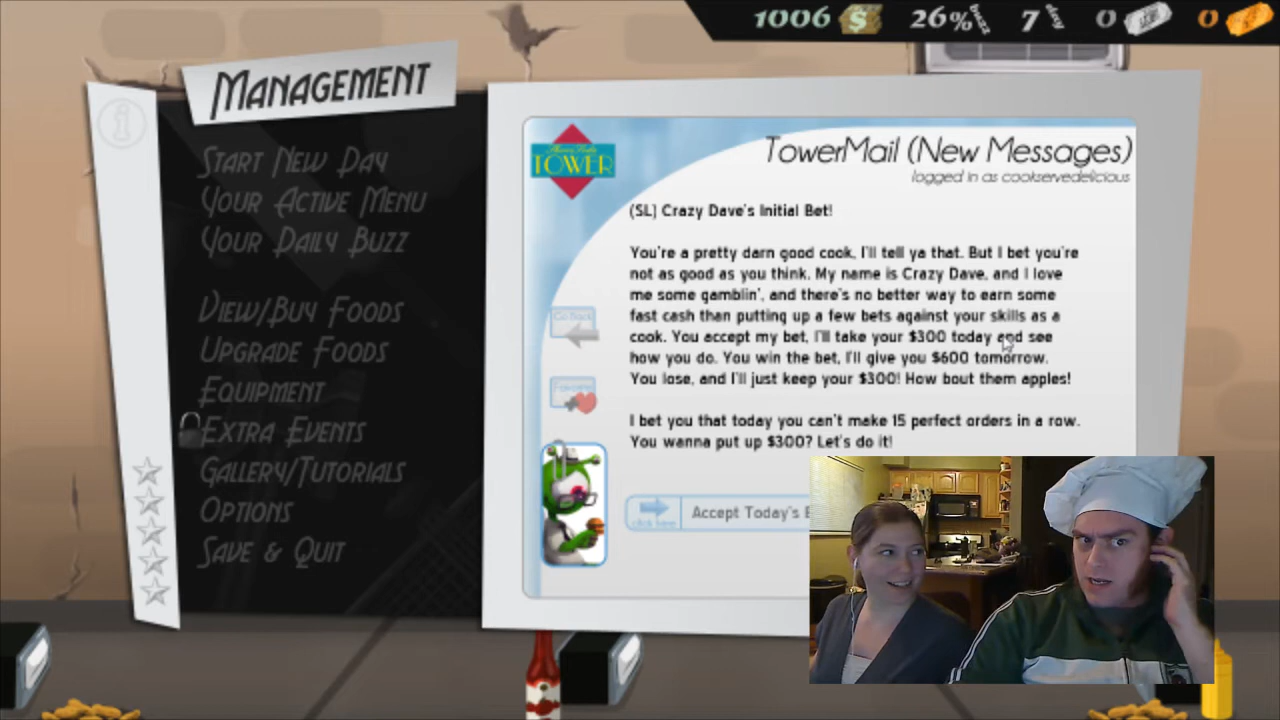 1006 $ 26% buzz 7 day 0 0
MANAGEMENT
START NEW DAY
YOUR ACTIVE MENU
YOUR DAILY BUZZ
VIEW/BUY FOODS
UPGRADE FOODS
EQUIPMENT
EXTRA EVENTS
GALLERY/TUTORIALS
OPTIONS
SAVE & QUIT
TOWER
TowerMail (New Messages)
logged in as cookservedelicious
(SL) Crazy Dave's Initial Bet!
You're a pretty darn good cook, I'll tell ya that. But I bet you're
not as good as you think. My name is Crazy Dave, and I love
me some gamblin', and there's no better way to earn some
fast cash than putting up a few bets against your skills as a
cook. You accept my bet, I'll take your $300 today and see
how you do. You win the bet, I'll give you $600 tomorrow.
You lose, and I'll just keep your $300! How bout them apples!
I bet you that today you can't make 15 perfect orders in a row.
You wanna put up $300? Let's do it!
Go Back
click here
Accept Today's